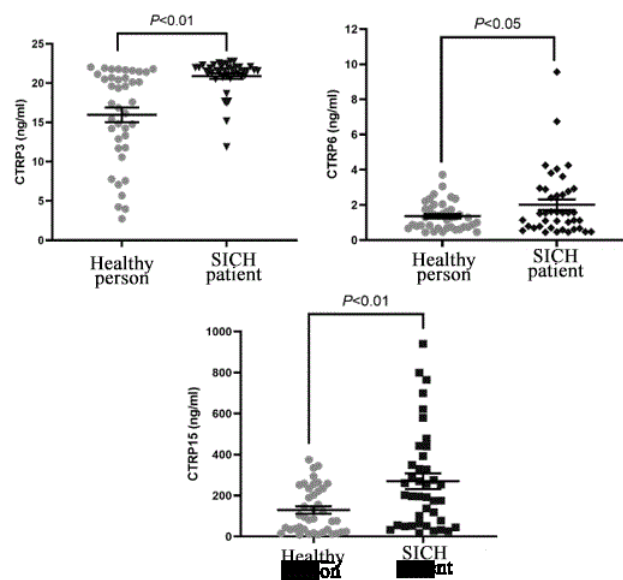 P<0.01
25
20
15
10
5
0
CTRP3 (ng/ml)
Healthy
person
SICH
patient
P<0.05
12
10
8
6
4
2
0
CTRP6 (ng/ml)
Healthy
person
SICH
patient
P<0.01
1000
800
600
400
200
0
CTRP15 (ng/ml)
Healthy
SICH